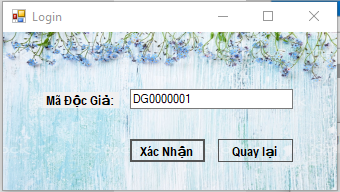 Login
Mã Độc Giả: DG0000001
Xác Nhận Quay lại